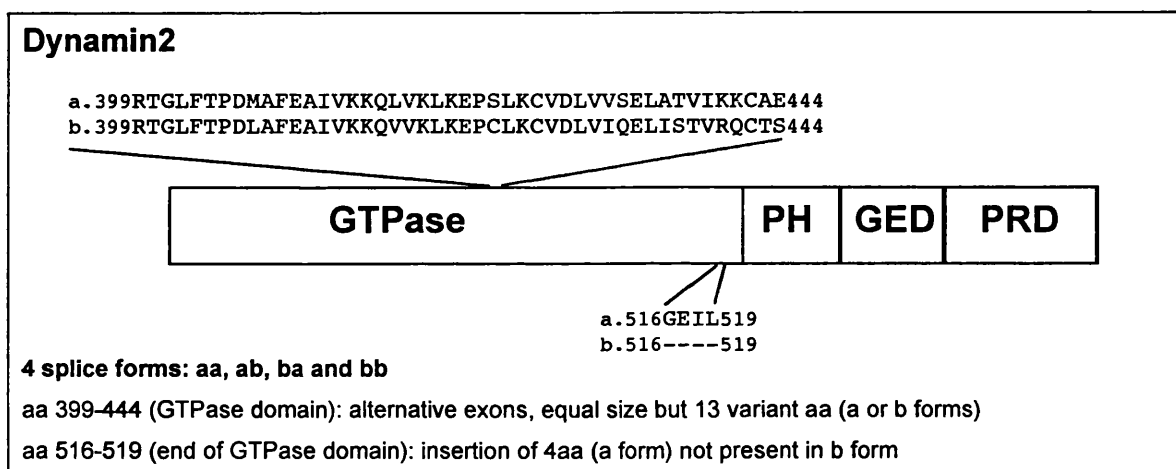 Dynamin2
a.399RTGLFTPDMAFEAIVKKQLVKLKEPSLKCVDLVVSELATVIKKCAE444
b.399RTGLFTPDLAFEAIVKKQVVKLKEPCLKCVDLVIQELISTVRQCTS444
GTPase PH GED PRD
a.516GEIL519
b.516----519
4 splice forms: aa, ab, ba and bb
aa 399-444 (GTPase domain): alternative exons, equal size but 13 variant aa (a or b forms)
aa 516-519 (end of GTPase domain): insertion of 4aa (a form) not present in b form